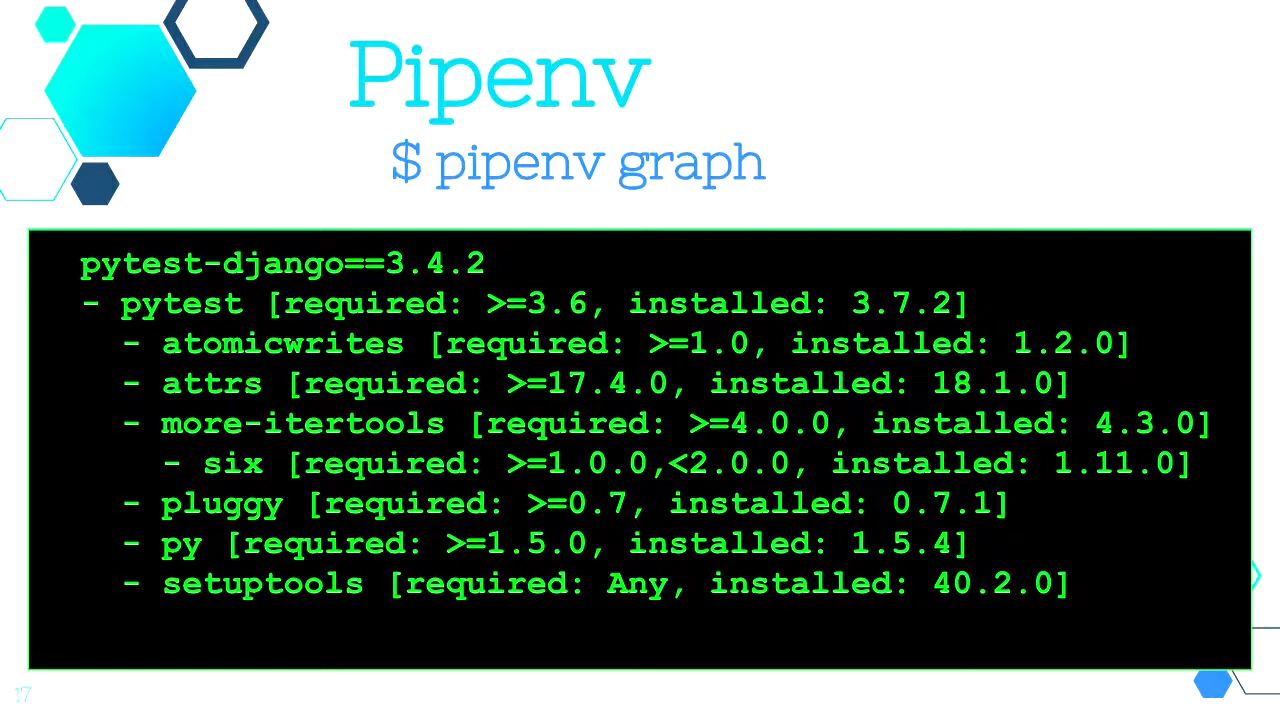 Pipenv
$ pipenv graph
pytest-django==3.4.2
- pytest [required: >=3.6, installed: 3.7.2]
- atomicwrites [required: >=1.0, installed: 1.2.0]
- attrs [required: >=17.4.0, installed: 18.1.0]
- more-itertools [required: >=4.0.0, installed: 4.3.0]
- six [required: >=1.0.0,<2.0.0, installed: 1.11.0]
- pluggy [required: >=0.7, installed: 0.7.1]
- py [required: >=1.5.0, installed: 1.5.4]
- setuptools [required: Any, installed: 40.2.0]
17